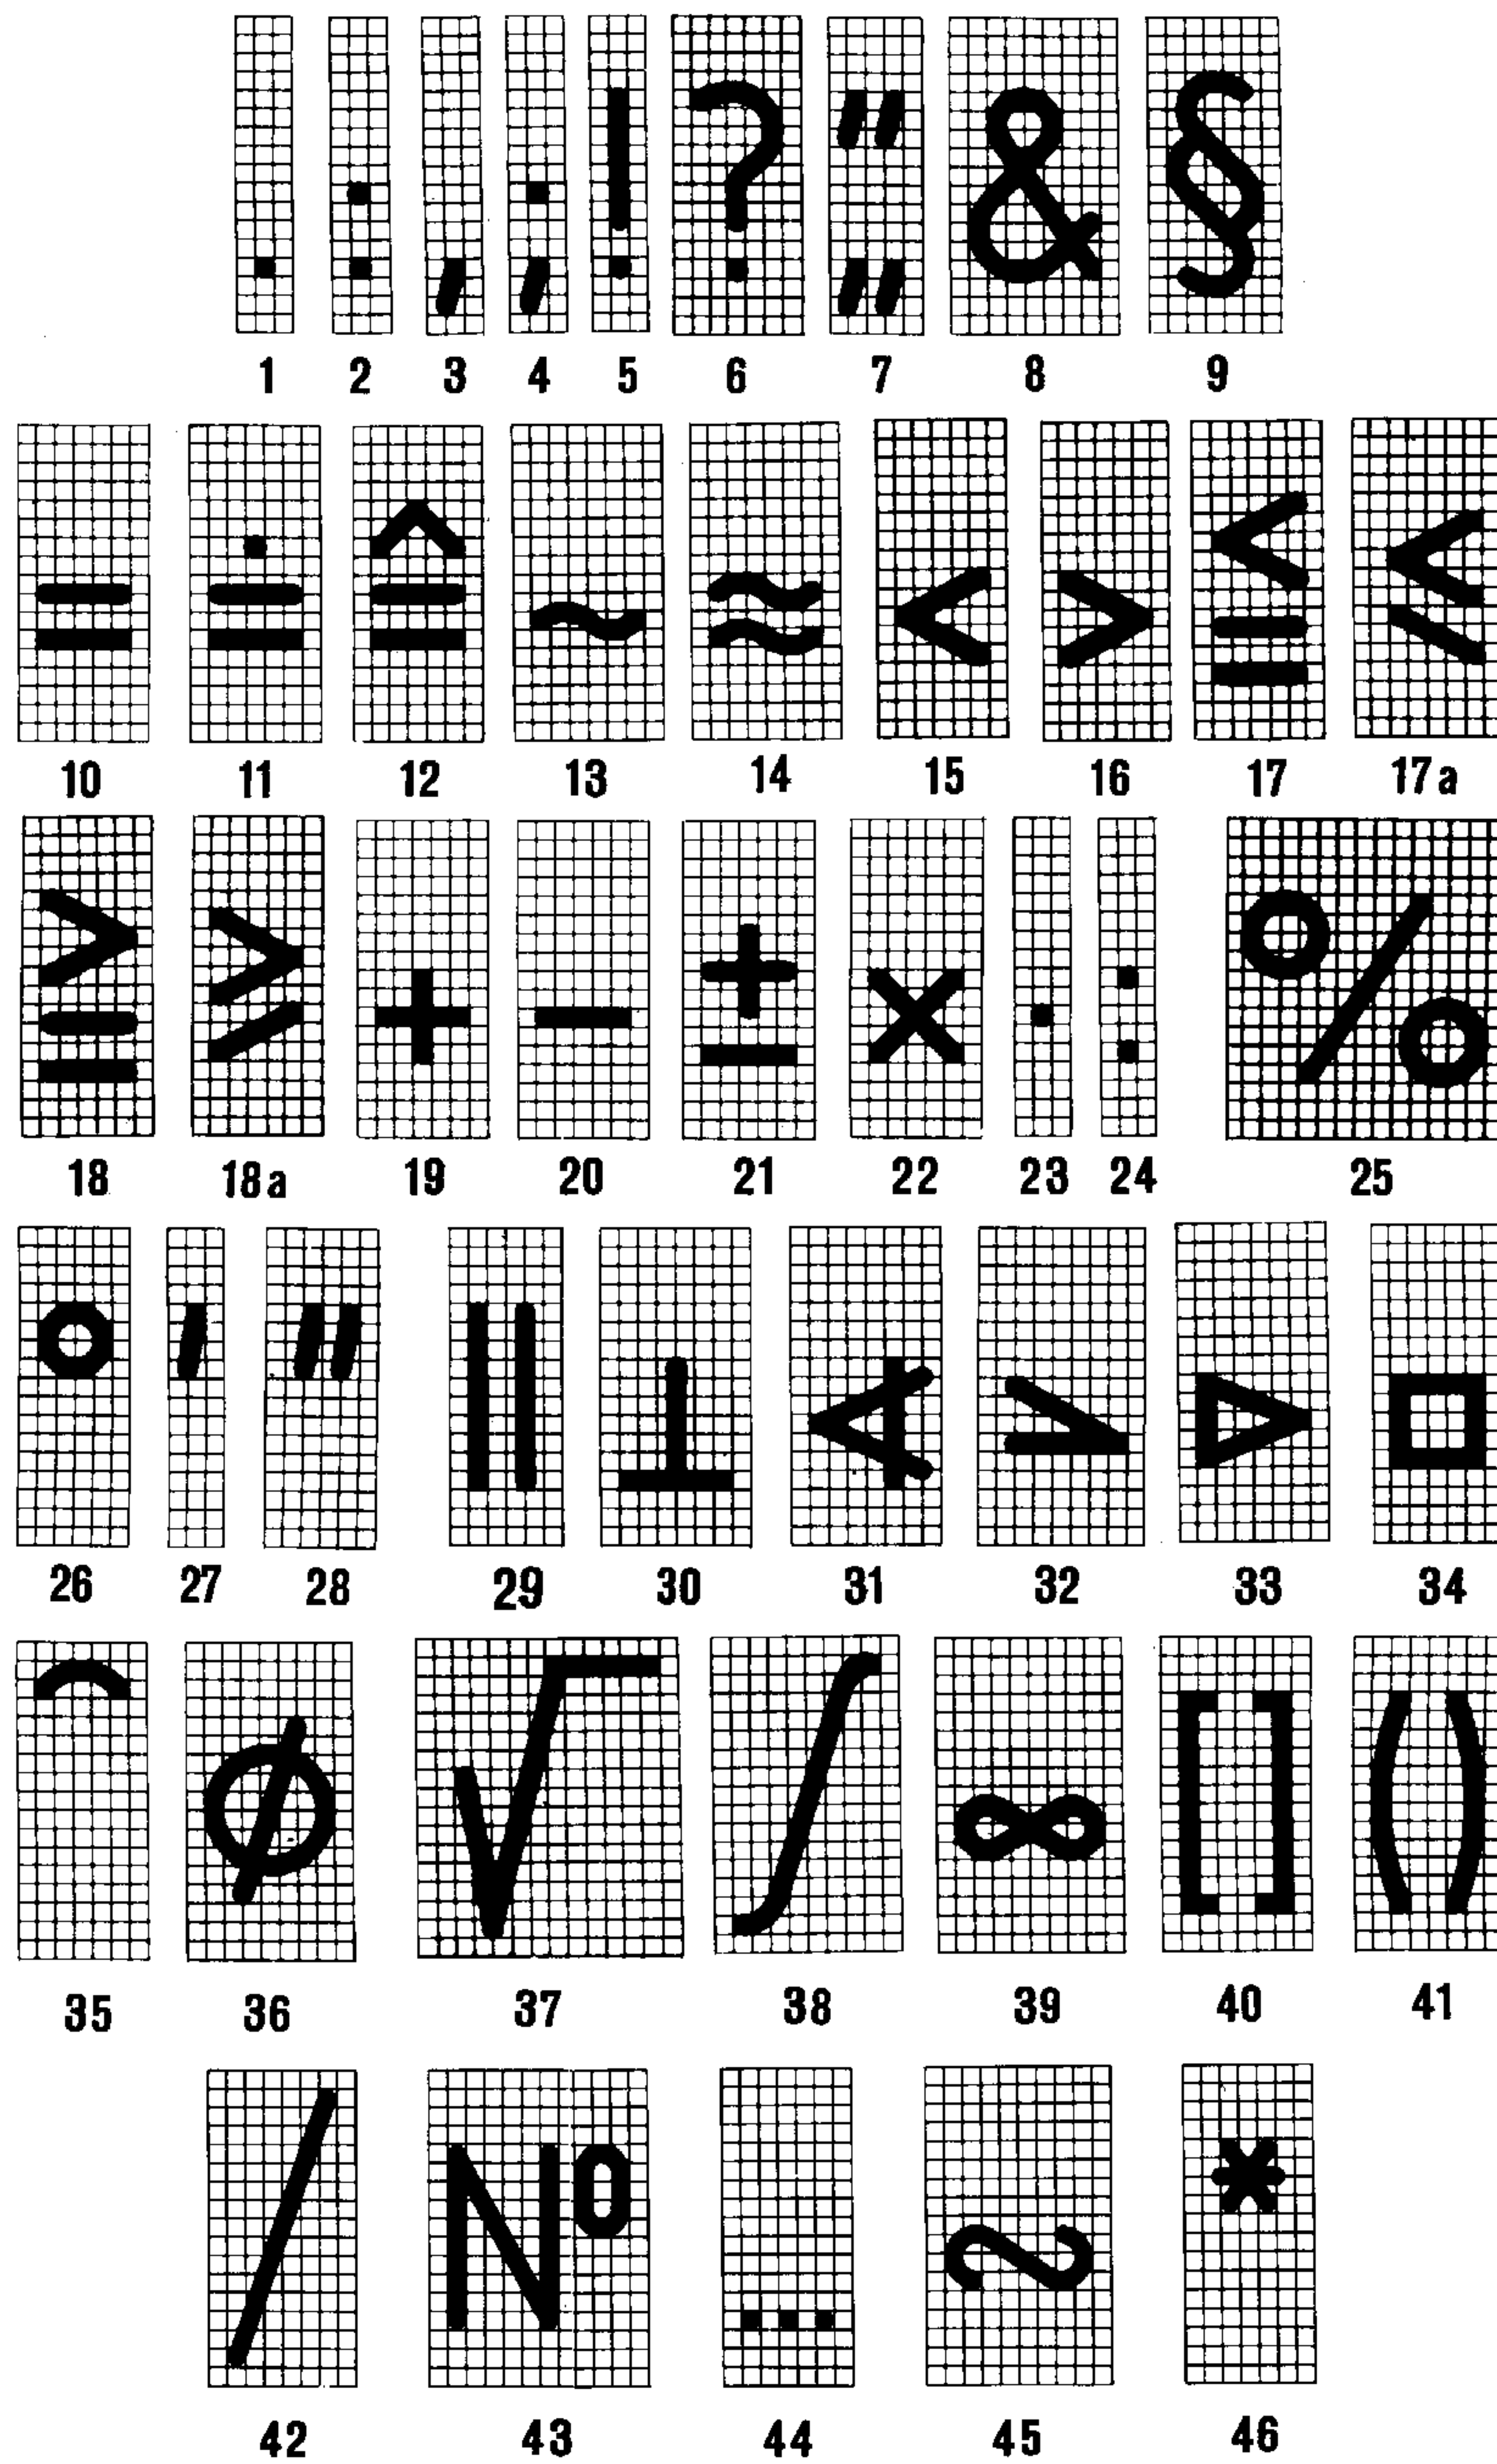 . : , ; ! ? " „ & §
1 2 3 4 5 6 7 8 9
= ≐ ≙ ~ ≈ < > ≦ ⩽
10 11 12 13 14 15 16 17 17a
≧ ⩾ + − ± × · : %
18 18a 19 20 21 22 23 24 25
° ′ ″ ∥ ⊥ ∢ ▷ □
26 27 28 29 30 31 32 33 34
⌒ ø √ ∫ ∞ [ ] ( )
35 36 37 38 39 40 41
/ Nº ... ∾ *
42 43 44 45 46